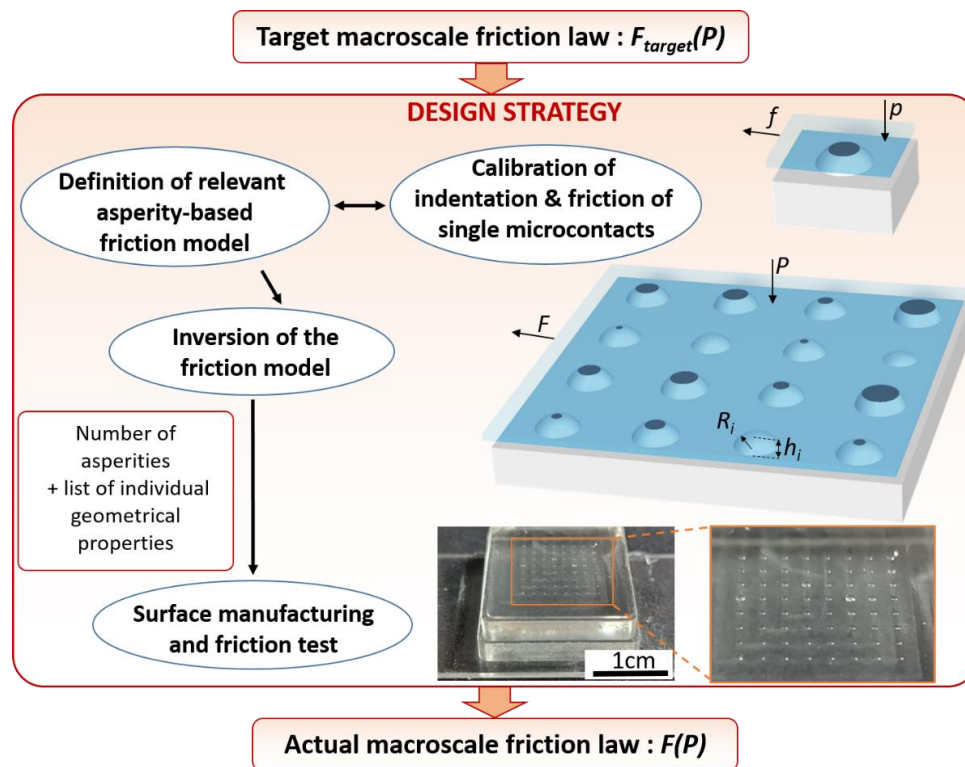 Target macroscale friction law : F_target(P)
DESIGN STRATEGY
Definition of relevant
asperity-based
friction model
Calibration of
indentation & friction of
single microcontacts
f
p
Inversion of the
friction model
P
F
R_i
h_i
Number of
asperities
+ list of individual
geometrical
properties
Surface manufacturing
and friction test
1cm
Actual macroscale friction law : F(P)